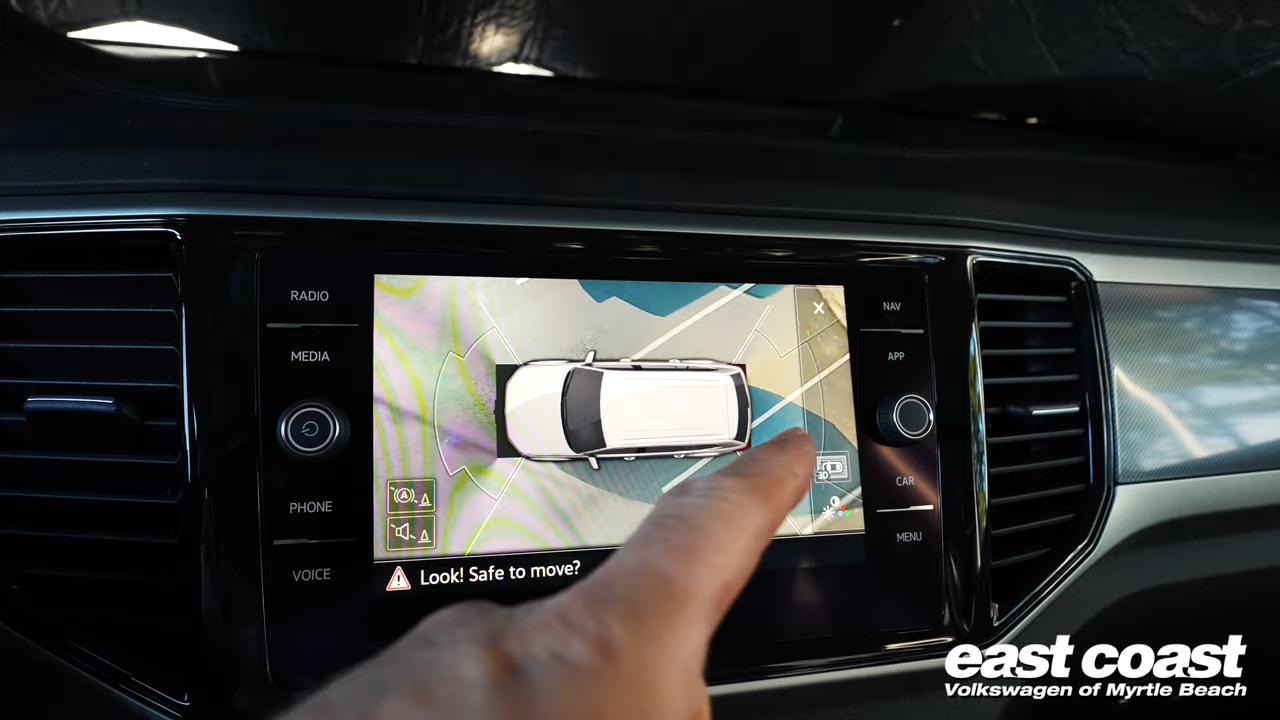 RADIO
MEDIA
PHONE
VOICE
NAV
APP
CAR
MENU
Look! Safe to move?
east coast
Volkswagen of Myrtle Beach